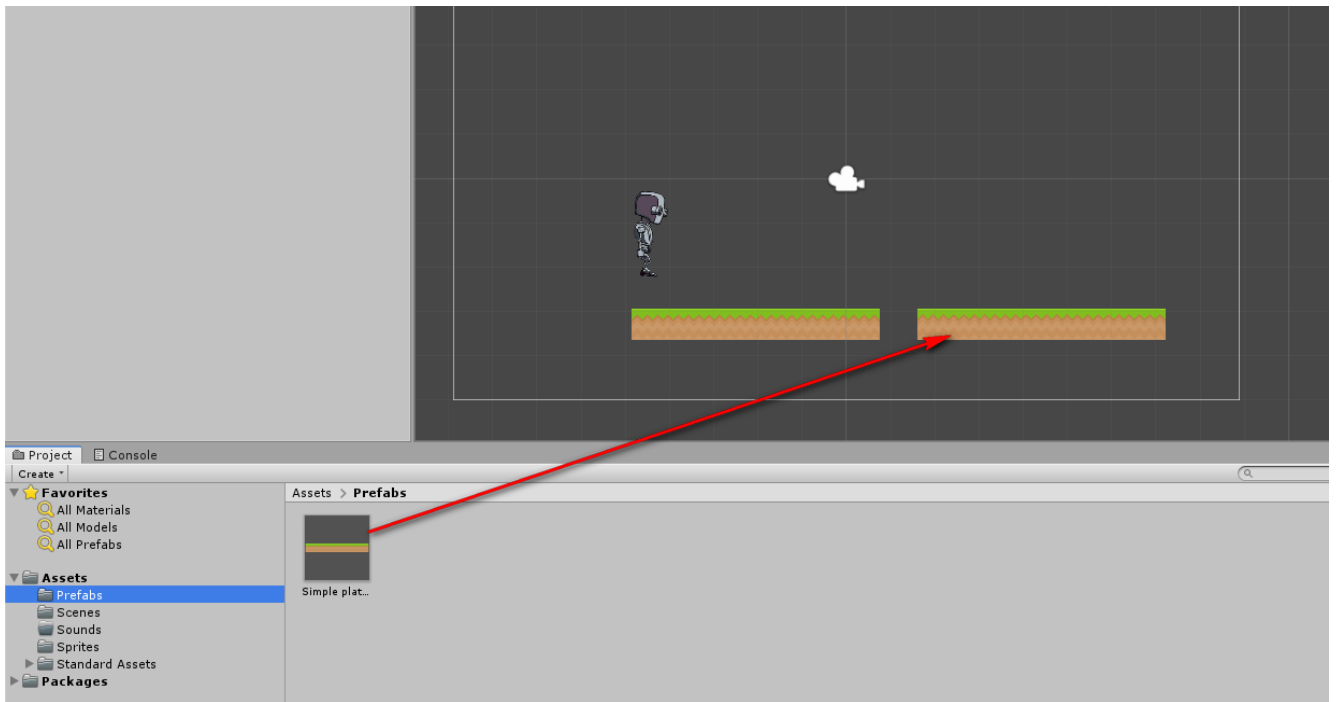 Project Console
Create
Favorites
All Materials
All Models
All Prefabs
Assets
Prefabs
Scenes
Sounds
Sprites
Standard Assets
Packages
Assets > Prefabs
Simple plat...